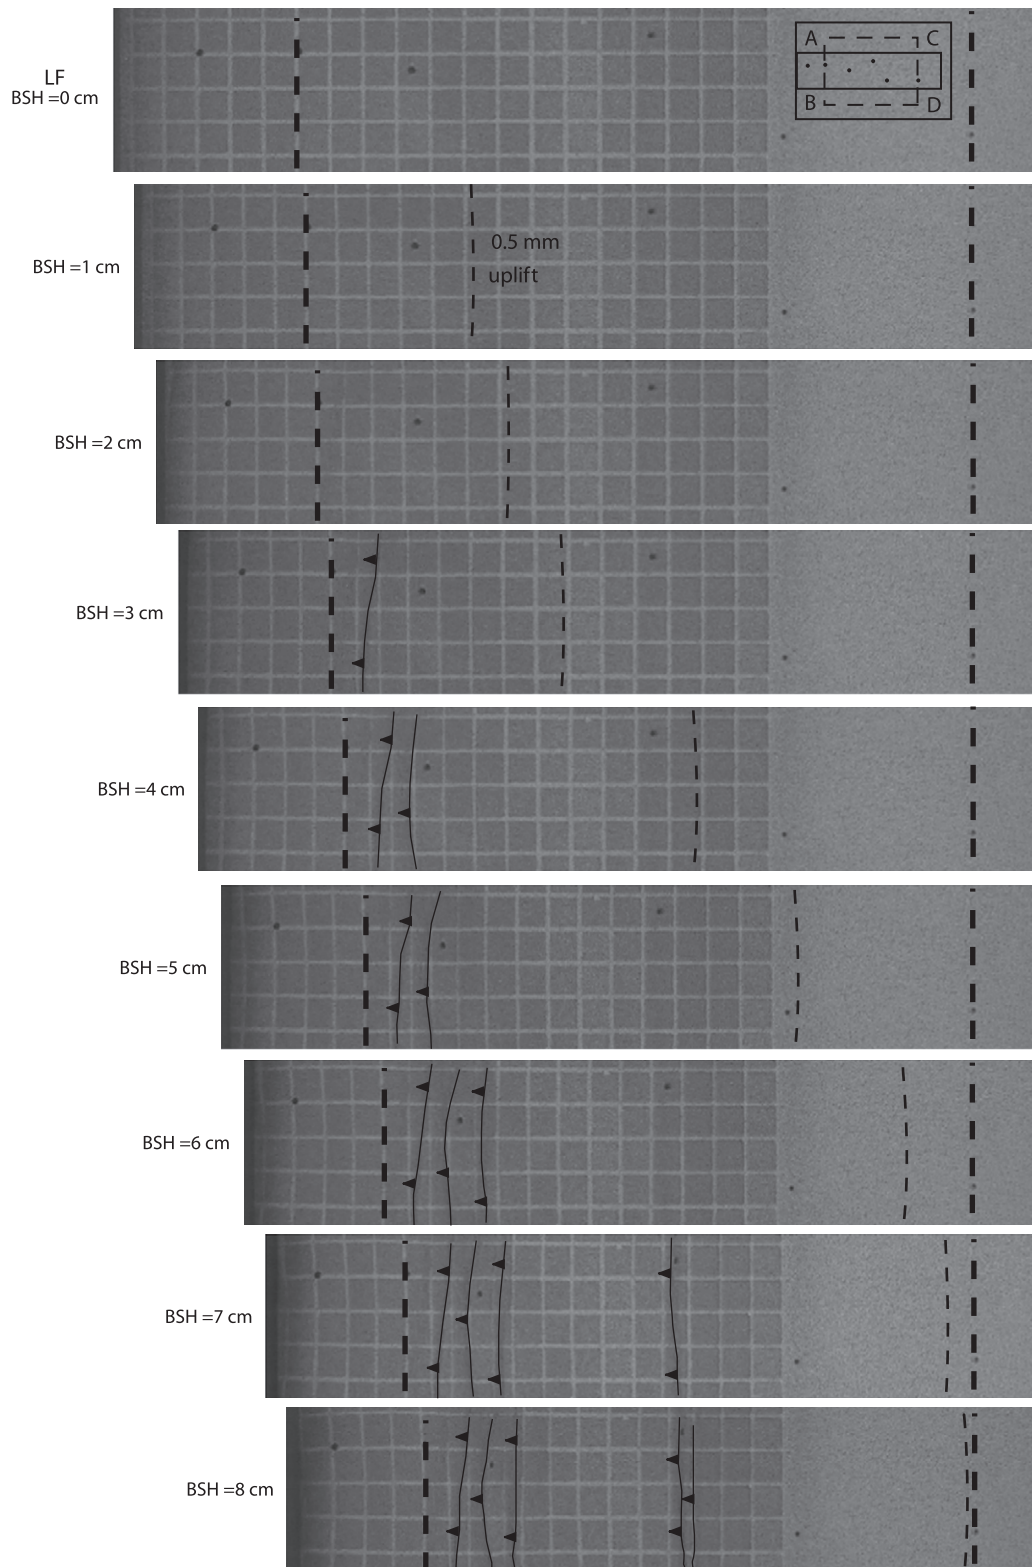 LF
BSH =0 cm
A C
B D
BSH =1 cm
0.5 mm
uplift
BSH =2 cm
BSH =3 cm
BSH =4 cm
BSH =5 cm
BSH =6 cm
BSH =7 cm
BSH =8 cm